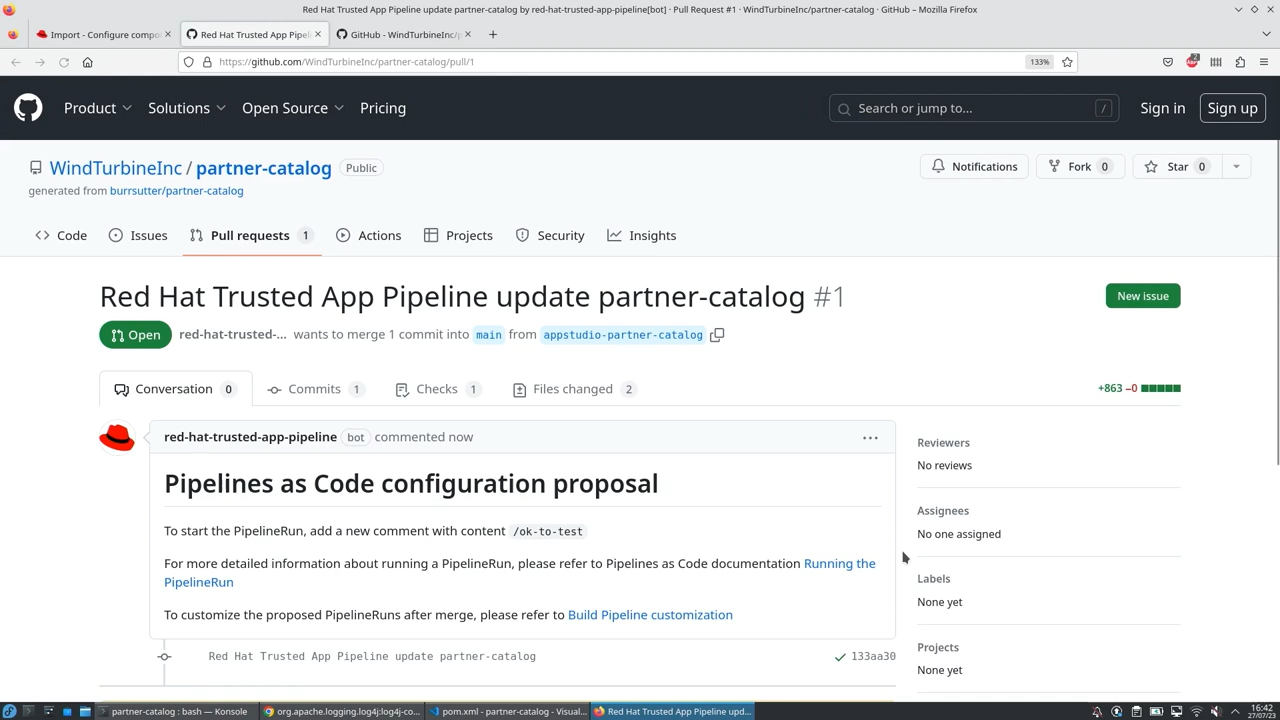 Red Hat Trusted App Pipeline update partner-catalog by red-hat-trusted-app-pipeline[bot] · Pull Request #1 · WindTurbineInc/partner-catalog · GitHub – Mozilla Firefox
Import - Configure compo
Red Hat Trusted App Pipeli
GitHub - WindTurbineInc/p
https://github.com/WindTurbineInc/partner-catalog/pull/1
133%
2
Product
Solutions
Open Source
Pricing
Search or jump to...
/
Sign in
Sign up
WindTurbineInc / partner-catalog
Public
Notifications
Fork 0
Star 0
generated from burrsutter/partner-catalog
Code
Issues
Pull requests 1
Actions
Projects
Security
Insights
Red Hat Trusted App Pipeline update partner-catalog #1
New issue
Open
red-hat-trusted-... wants to merge 1 commit into main from appstudio-partner-catalog
Conversation 0
Commits 1
Checks 1
Files changed 2
+863 −0
red-hat-trusted-app-pipeline bot commented now
Pipelines as Code configuration proposal
To start the PipelineRun, add a new comment with content /ok-to-test
For more detailed information about running a PipelineRun, please refer to Pipelines as Code documentation Running the
PipelineRun
To customize the proposed PipelineRuns after merge, please refer to Build Pipeline customization
Red Hat Trusted App Pipeline update partner-catalog
133aa30
Reviewers
No reviews
Assignees
No one assigned
Labels
None yet
Projects
None yet
partner-catalog : bash — Konsole
org.apache.logging.log4j:log4j-co...
pom.xml - partner-catalog - Visual...
Red Hat Trusted App Pipeline upd...
16:42
27/07/23